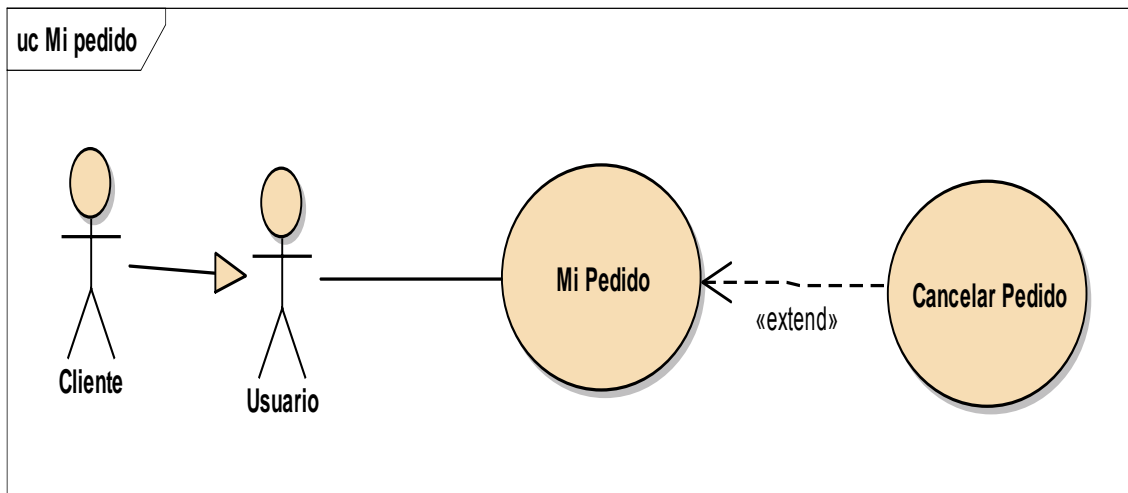 uc Mi pedido
Cliente
Usuario
Mi Pedido
«extend»
Cancelar Pedido